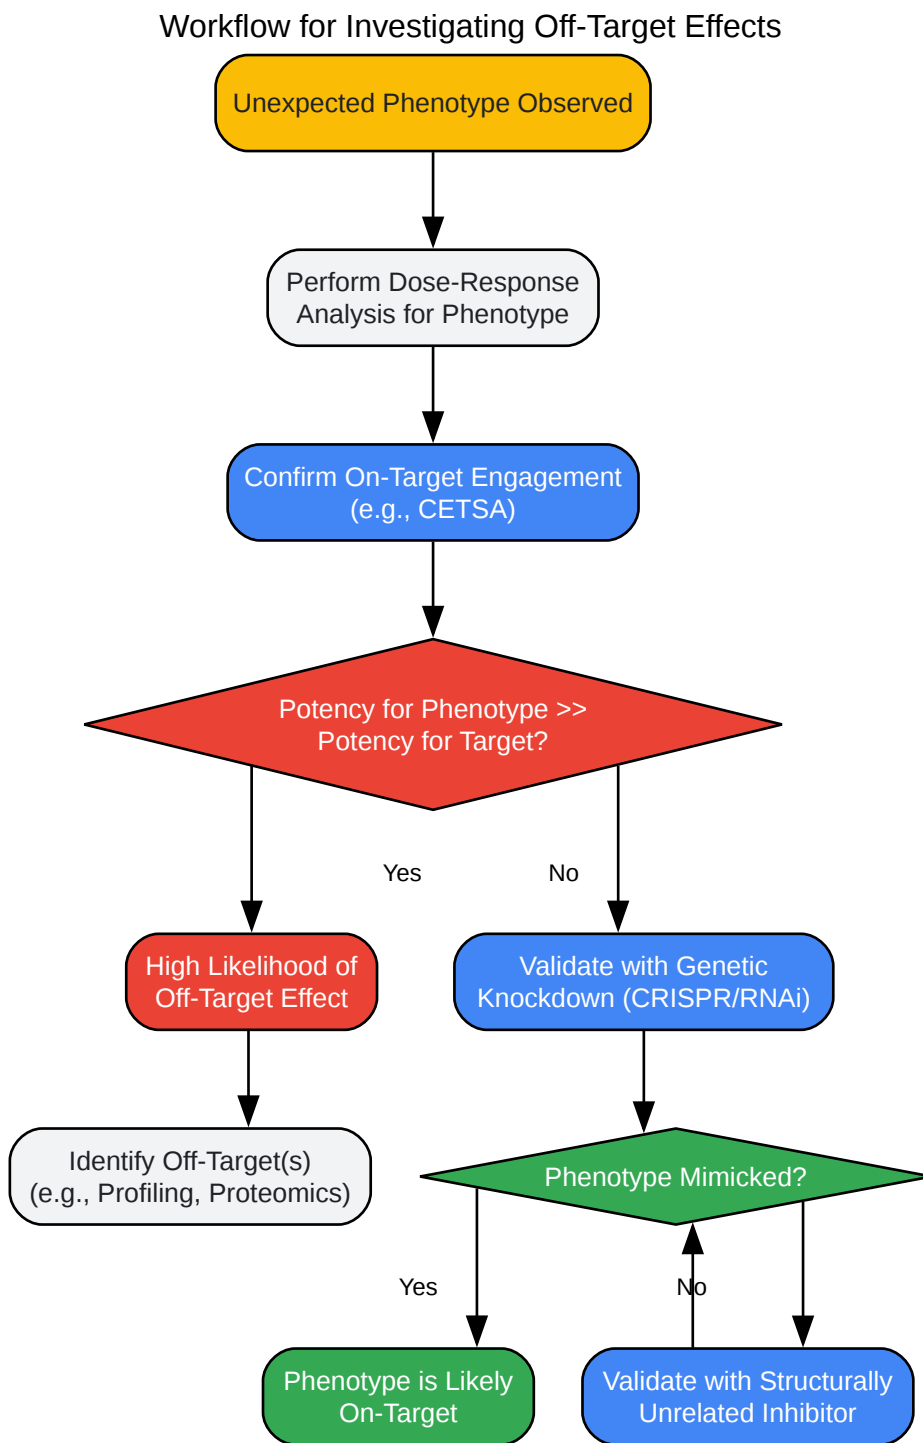 Workflow for Investigating Off-Target Effects
Unexpected Phenotype Observed
Perform Dose-Response
Analysis for Phenotype
Confirm On-Target Engagement
(e.g., CETSA)
Potency for Phenotype >>
Potency for Target?
Yes
No
High Likelihood of
Off-Target Effect
Validate with Genetic
Knockdown (CRISPR/RNAi)
Identify Off-Target(s)
(e.g., Profiling, Proteomics)
Phenotype Mimicked?
Yes
No
Phenotype is Likely
On-Target
Validate with Structurally
Unrelated Inhibitor